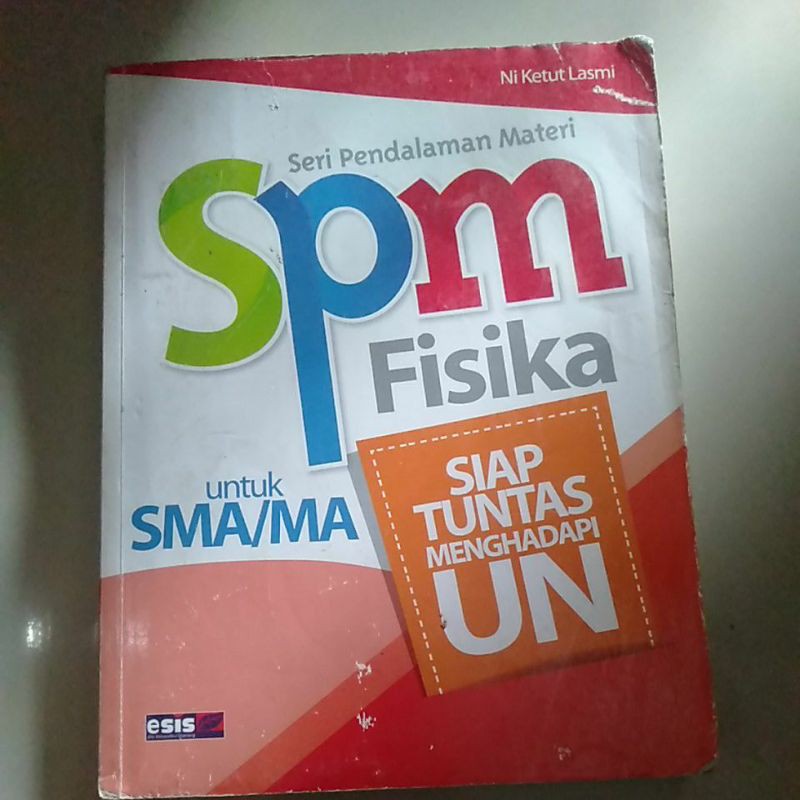 Ni Ketut Lasmi
Seri Pendalaman Materi
Spm
Fisika
untuk
SMA/MA
SIAP
TUNTAS
MENGHADAPI
UN
esis